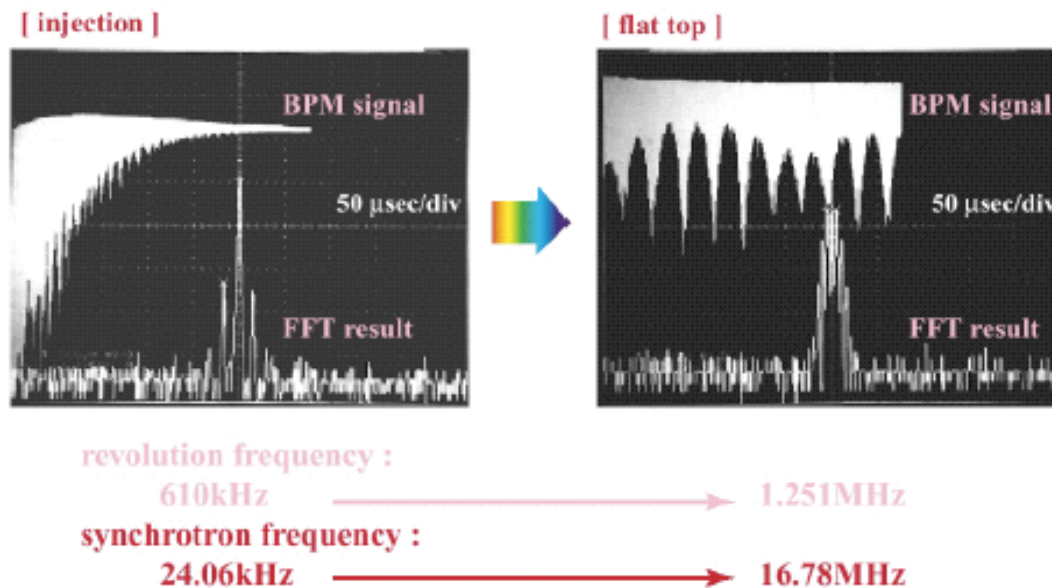 [ injection ]
[ flat top ]
BPM signal
BPM signal
50 μsec/div
50 μsec/div
FFT result
FFT result
revolution frequency :
610kHz
1.251MHz
synchrotron frequency :
24.06kHz
16.78MHz